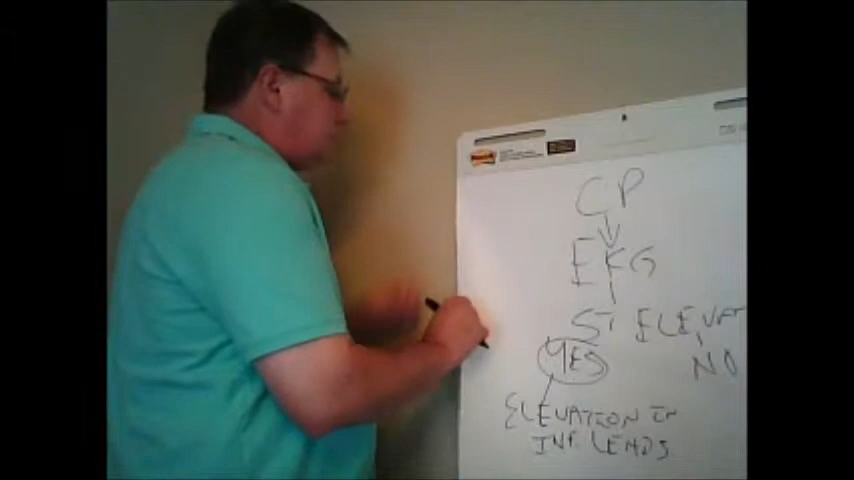 CP
EKG
ST ELEVAT
YES
NO
ELEVATION IN
INF. LEADS